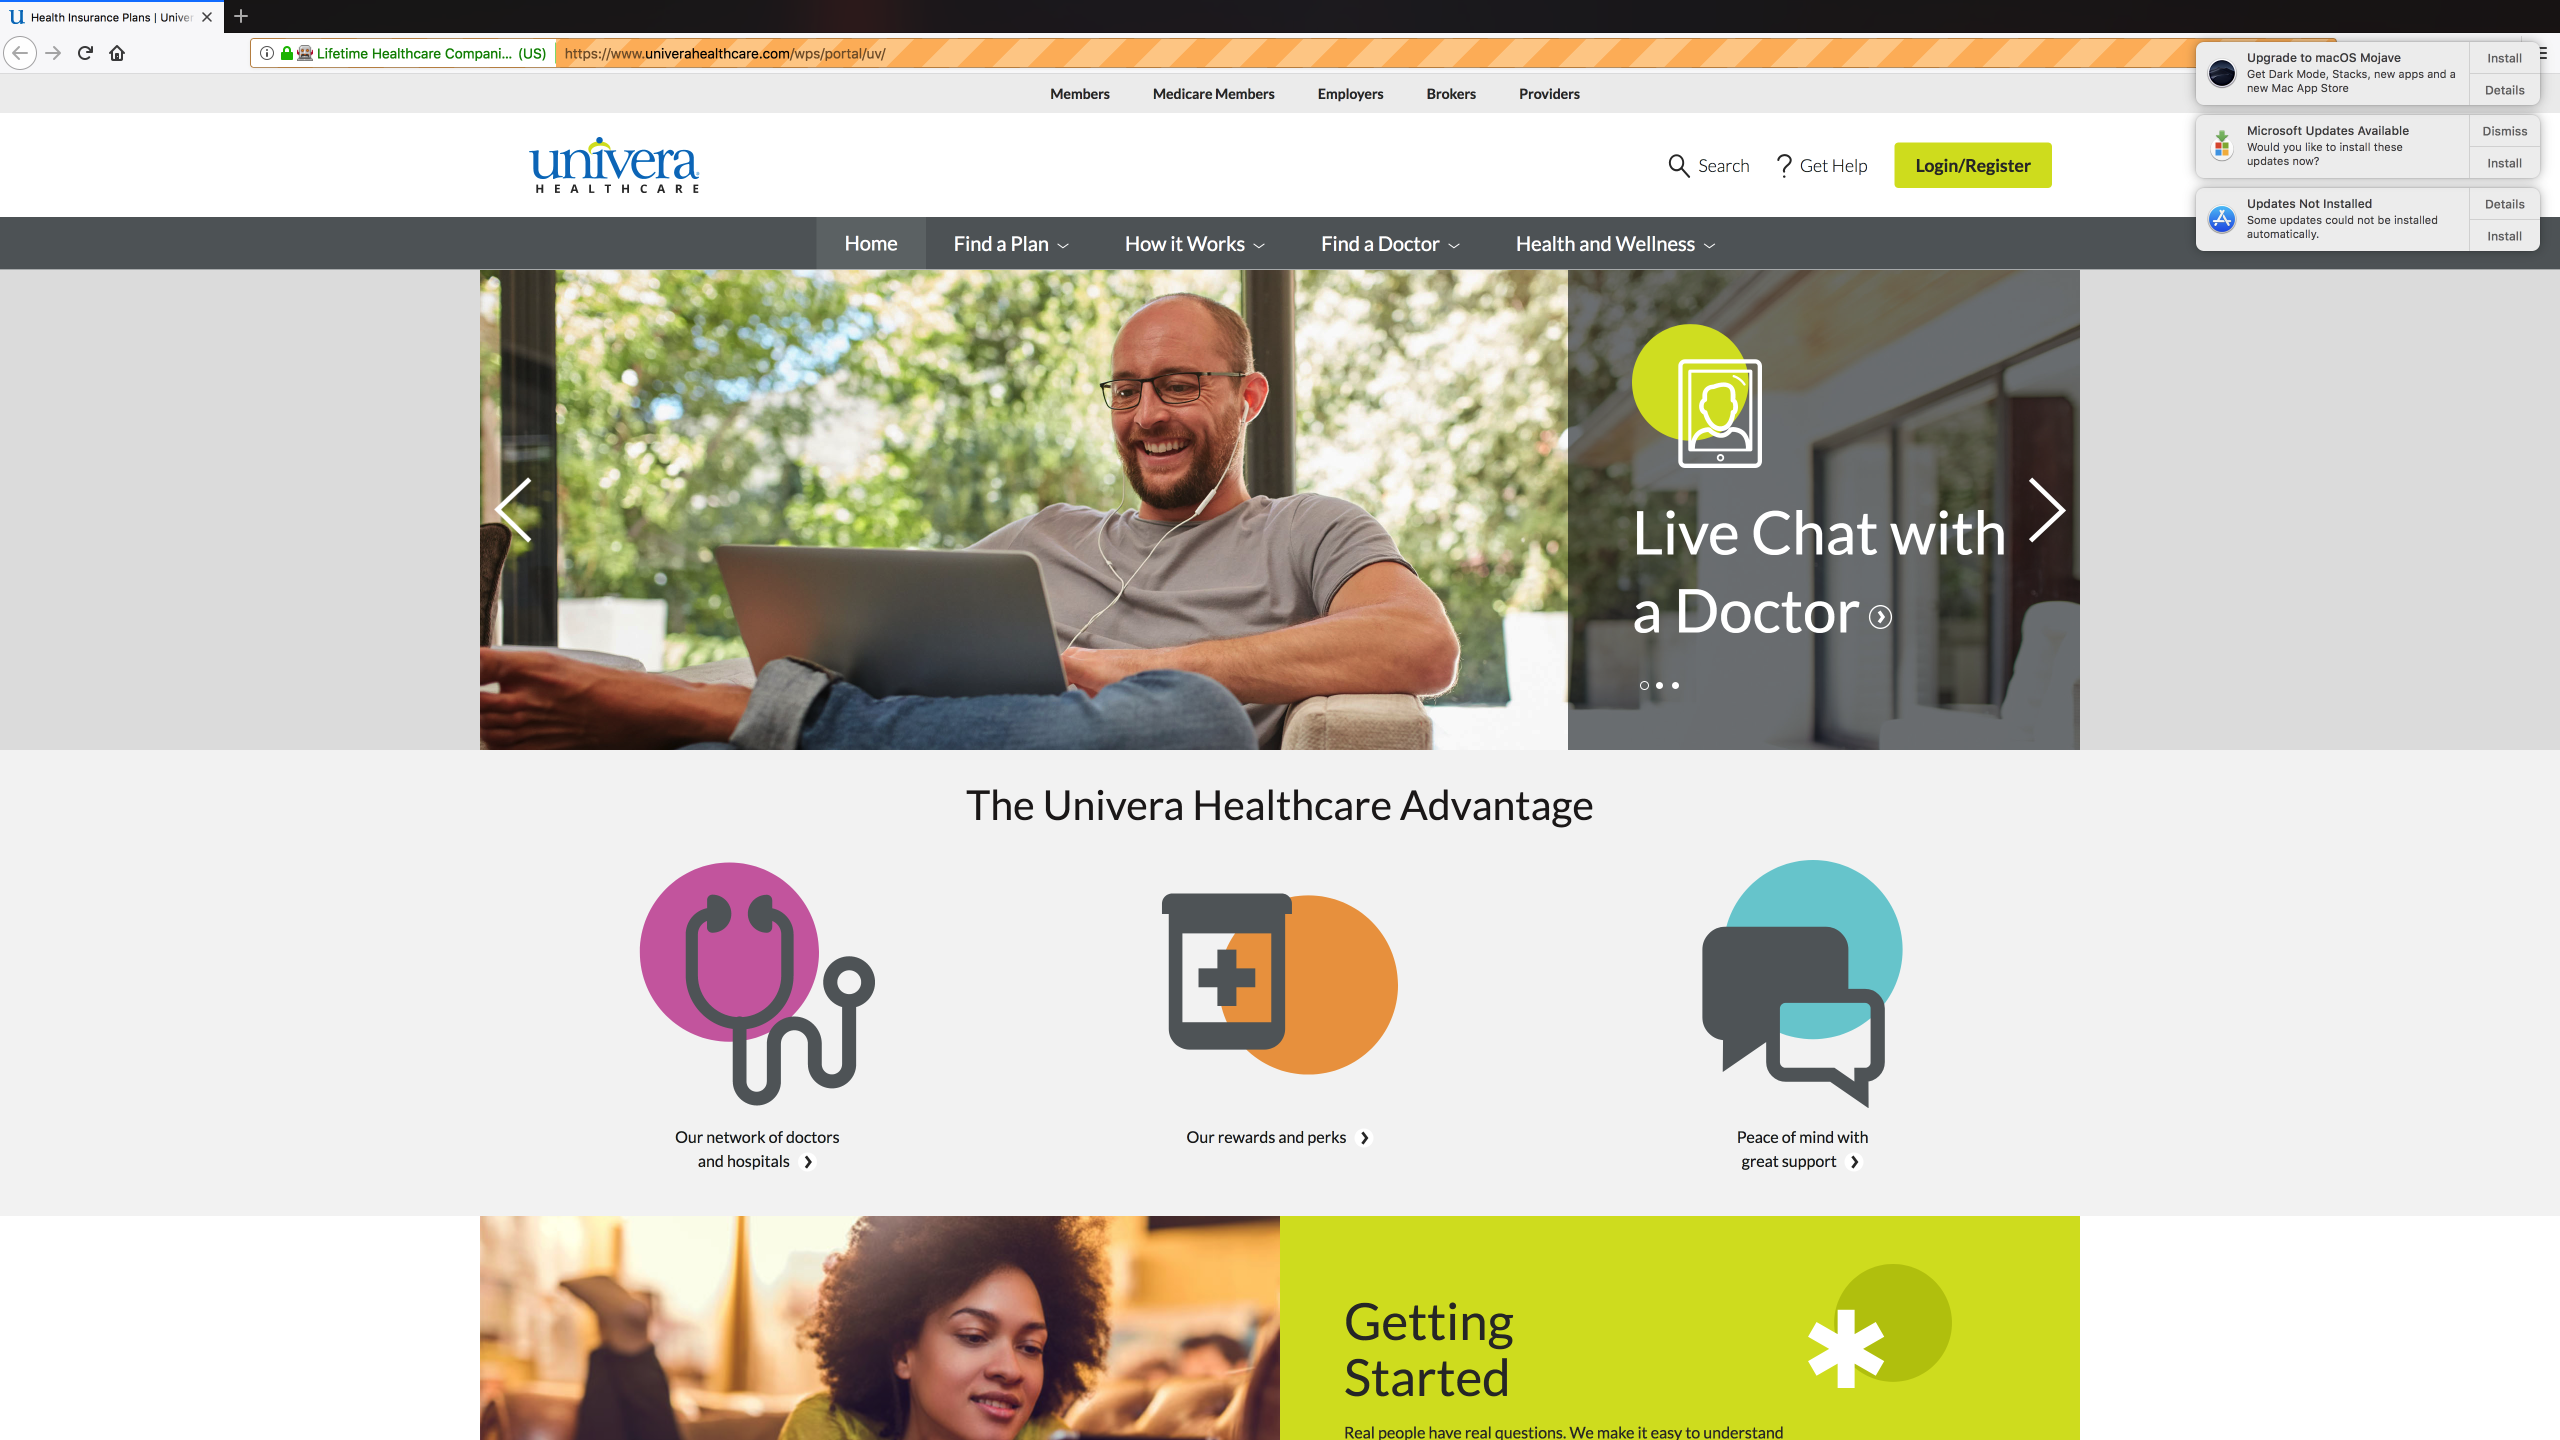 Health Insurance Plans | Univer
Lifetime Healthcare Compani... (US)
https://www.univerahealthcare.com/wps/portal/uv/
Upgrade to macOS Mojave
Get Dark Mode, Stacks, new apps and a
new Mac App Store
Install
Details
Microsoft Updates Available
Would you like to install these
updates now?
Dismiss
Install
Updates Not Installed
Some updates could not be installed
automatically.
Details
Install
Members
Medicare Members
Employers
Brokers
Providers
univera
HEALTHCARE
Search
Get Help
Login/Register
Home
Find a Plan
How it Works
Find a Doctor
Health and Wellness
Live Chat with
a Doctor
The Univera Healthcare Advantage
Our network of doctors
and hospitals
Our rewards and perks
Peace of mind with
great support
Getting
Started
Real people have real questions. We make it easy to understand